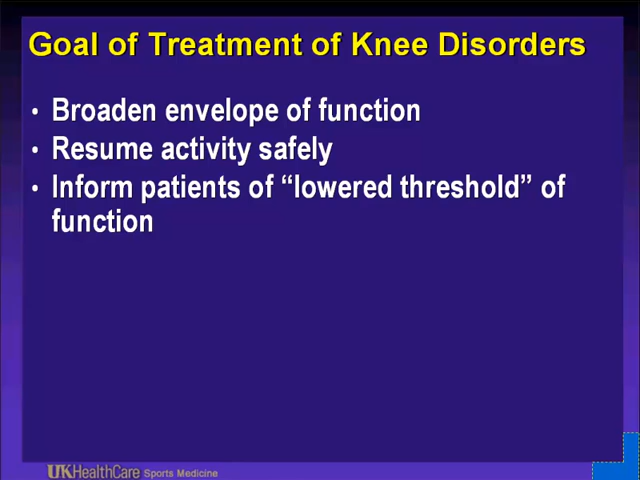 Goal of Treatment of Knee Disorders
• Broaden envelope of function
• Resume activity safely
• Inform patients of “lowered threshold” of
function
UKHealthCare Sports Medicine